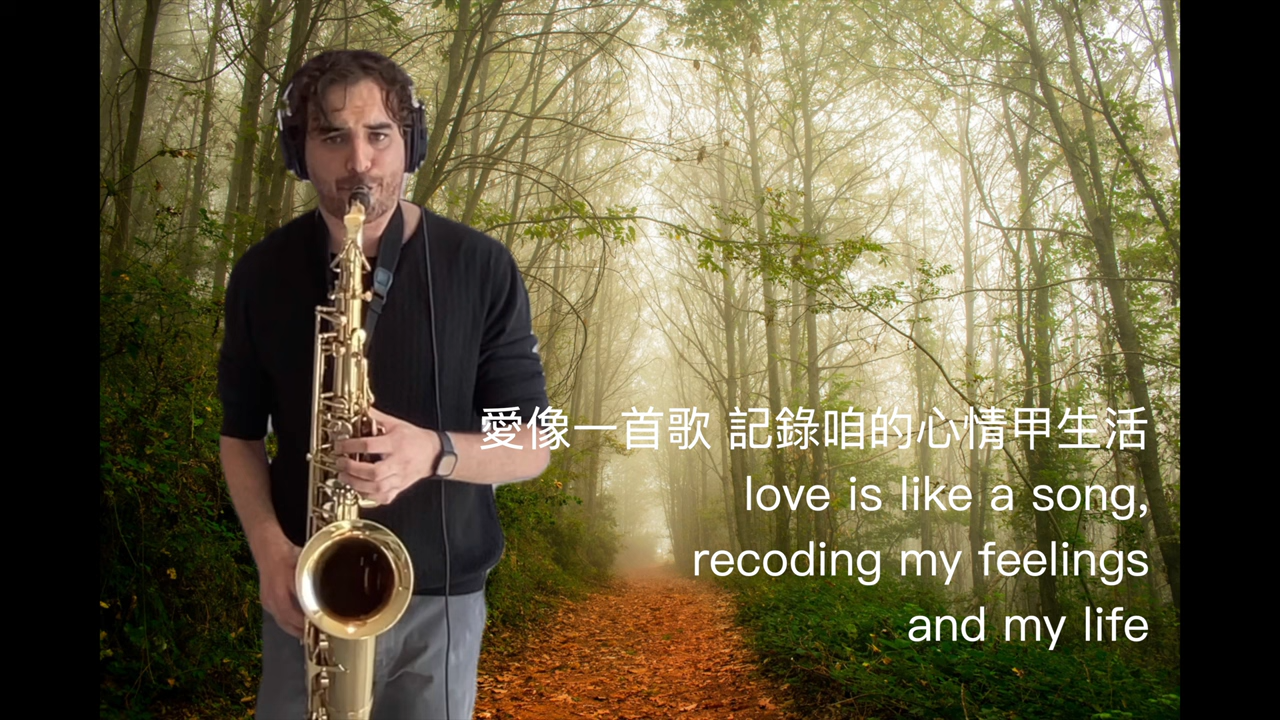 愛像一首歌 記錄咱的心情甲生活
love is like a song,
recoding my feelings
and my life